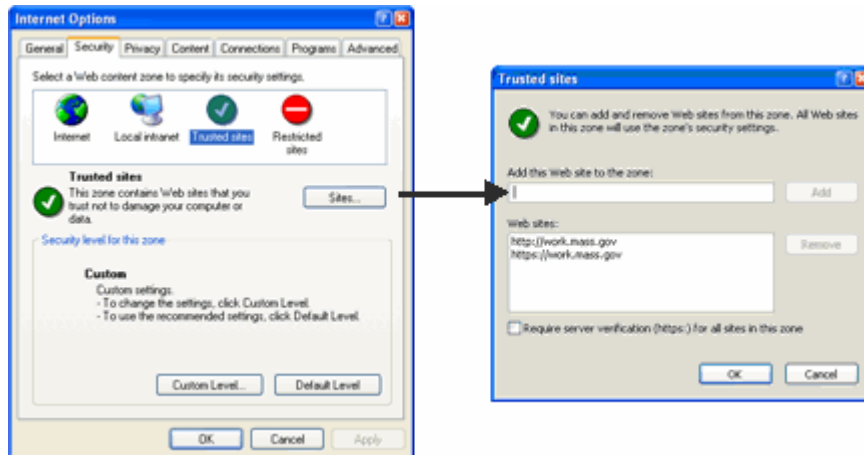 Internet Options
General Security Privacy Content Connections Programs Advanced
Select a Web content zone to specify its security settings.
Internet
Local intranet
Trusted sites
Restricted
sites
Trusted sites
This zone contains Web sites that you
trust not to damage your computer or
data.
Sites...
Security level for this zone
Custom
Custom settings.
- To change the settings, click Custom Level.
- To use the recommended settings, click Default Level.
Custom Level...
Default Level
OK
Cancel
Apply
Trusted sites
You can add and remove Web sites from this zone. All Web sites
in this zone will use the zone's security settings.
Add this Web site to the zone:
Add
Web sites:
http://work.mass.gov
https://work.mass.gov
Remove
Require server verification (https:) for all sites in this zone
OK
Cancel